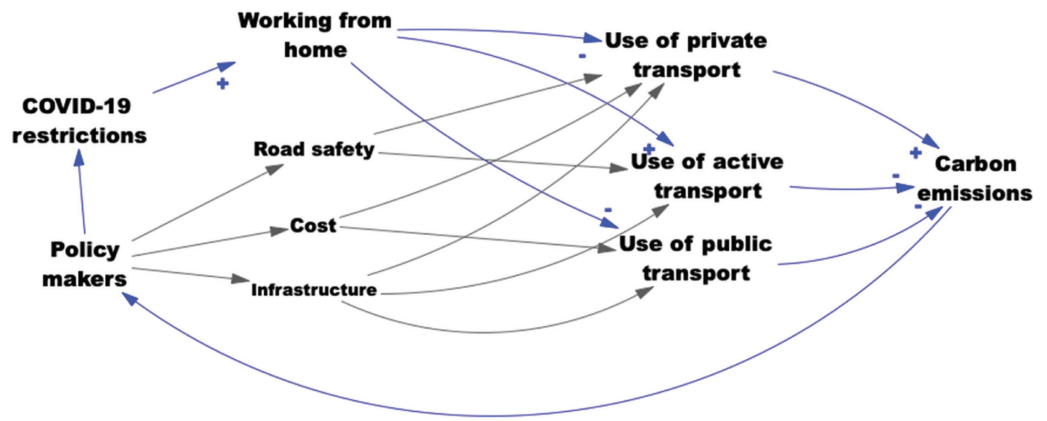 Working from
home
Use of private
transport
-
+
COVID-19
restrictions
Road safety
+
Use of active
transport
+
-
-
Carbon
emissions
Cost
-
Use of public
transport
Policy
makers
Infrastructure